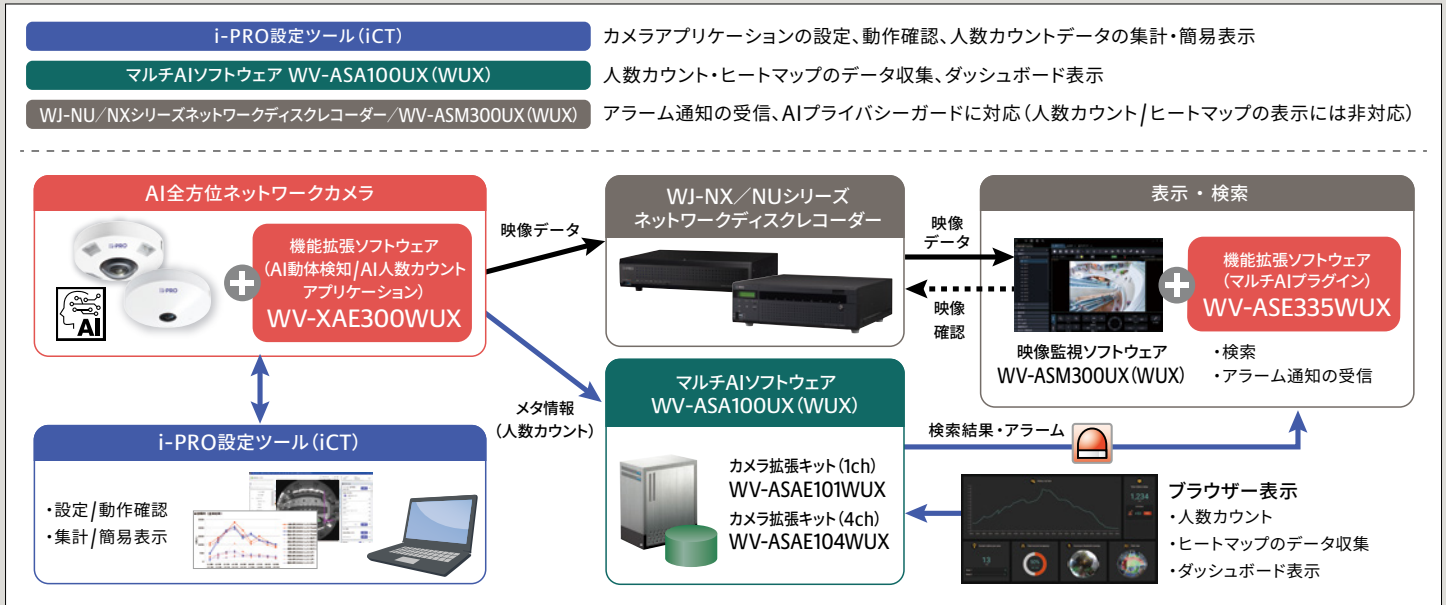 i-PRO設定ツール(iCT)
カメラアプリケーションの設定、動作確認、人数カウントデータの集計・簡易表示
マルチAIソフトウェア WV-ASA100UX(WUX)
人数カウント・ヒートマップのデータ収集、ダッシュボード表示
WJ-NU/NXシリーズネットワークディスクレコーダー/WV-ASM300UX(WUX)
アラーム通知の受信、AIプライバシーガードに対応(人数カウント/ヒートマップの表示には非対応)
AI全方位ネットワークカメラ
i-PRO
i-PRO
AI
機能拡張ソフトウェア
(AI動体検知/AI人数カウント
アプリケーション)
WV-XAE300WUX
映像データ
WJ-NX/NUシリーズ
ネットワークディスクレコーダー
映像
データ
映像
確認
表示・検索
機能拡張ソフトウェア
(マルチAIプラグイン)
WV-ASE335WUX
映像監視ソフトウェア
WV-ASM300UX(WUX)
・検索
・アラーム通知の受信
メタ情報
(人数カウント)
マルチAIソフトウェア
WV-ASA100UX(WUX)
カメラ拡張キット(1ch)
WV-ASAE101WUX
カメラ拡張キット(4ch)
WV-ASAE104WUX
検索結果・アラーム
i-PRO設定ツール(iCT)
・設定/動作確認
・集計/簡易表示
1,234
13
ブラウザー表示
・人数カウント
・ヒートマップのデータ収集
・ダッシュボード表示